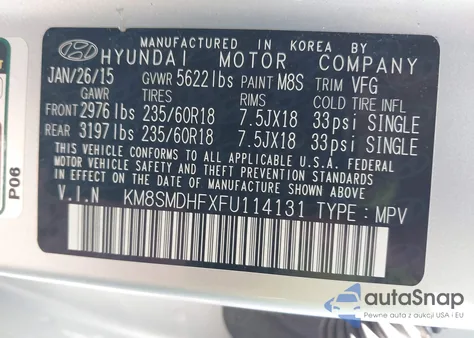 MANUFACTURED IN KOREA BY
HYUNDAI MOTOR COMPANY
JAN/26/15 GVWR 5622lbs PAINT M8S TRIM VFG
GAWR TIRES RIMS COLD TIRE INFL
FRONT 2976lbs 235/60R18 7.5JX18 33psi SINGLE
REAR 3197lbs 235/60R18 7.5JX18 33psi SINGLE
THIS VEHICLE CONFORMS TO ALL APPLICABLE U.S.A. FEDERAL
MOTOR VEHICLE SAFETY, BUMPER, AND THEFT PREVENTION
STANDARDS IN EFFECT ON THE DATE OF MANUFACTURE SHOWN ABOVE.
V.I.N KM8SMDHFXFU114131 TYPE : MPV
P06
autoSnap
Pewne auta z aukcji USA i EU